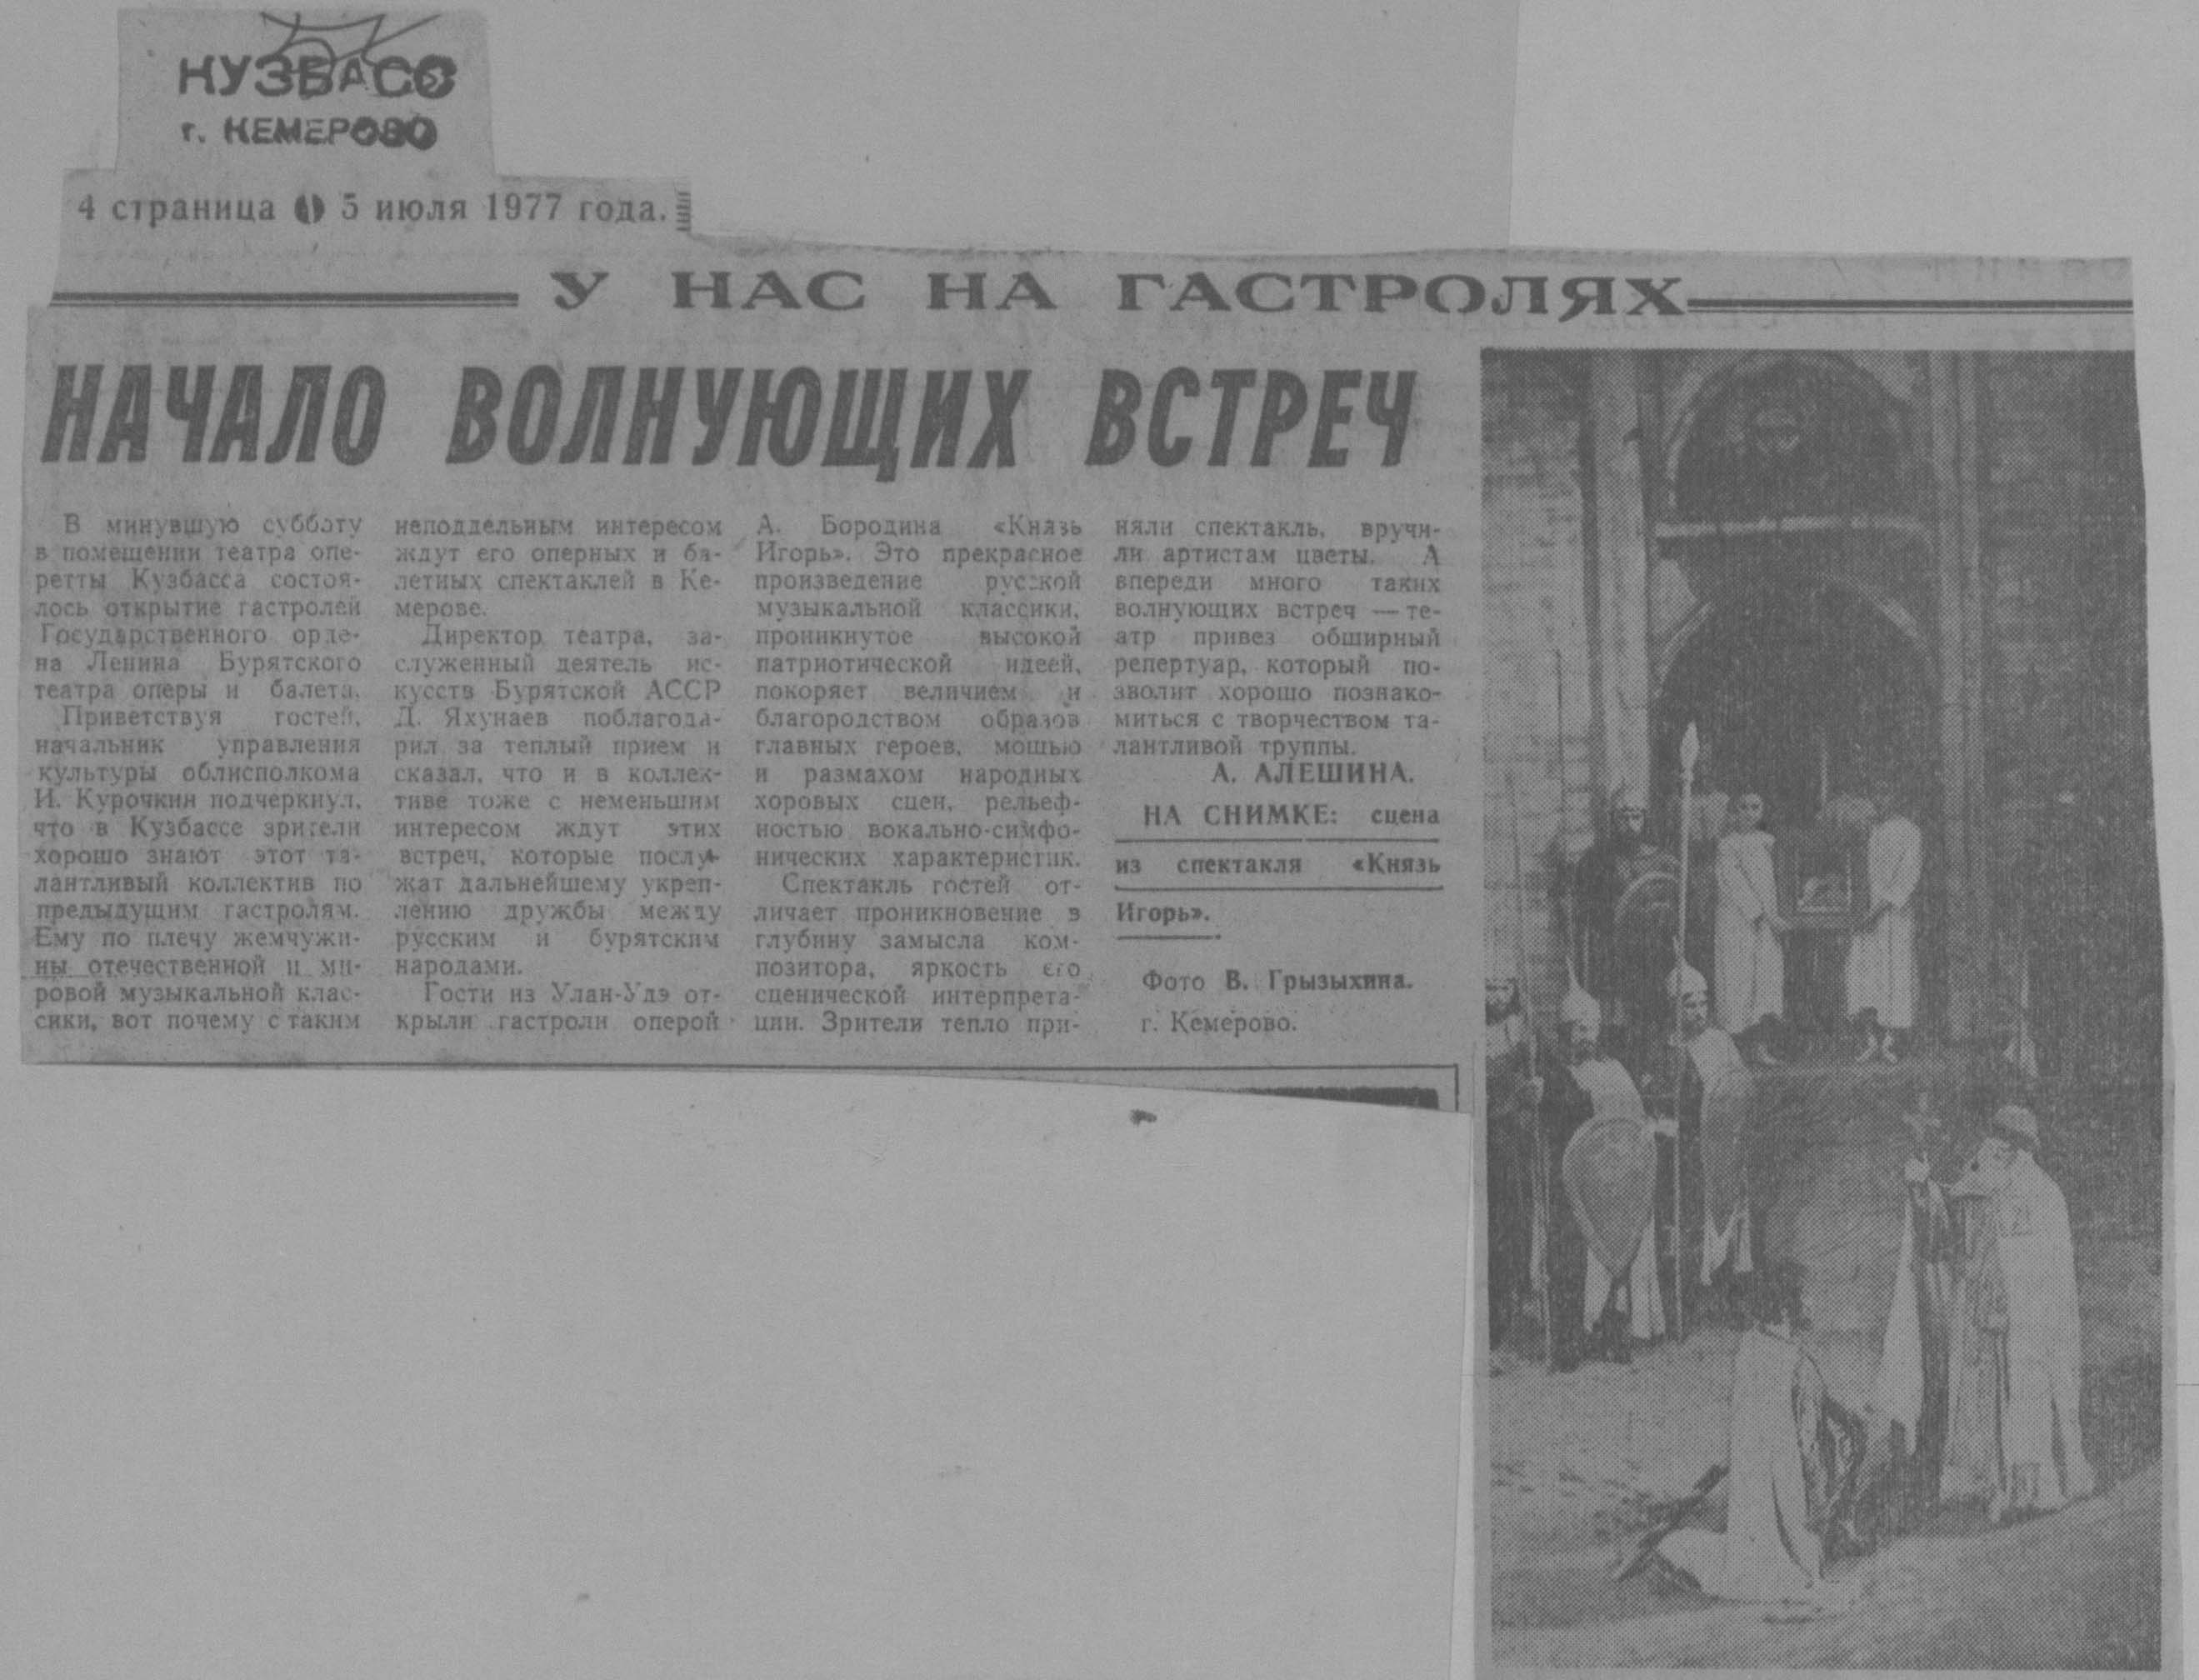 КУЗБАСС
г. КЕМЕРОВО
4 страница 5 июля 1977 года.
У НАС НА ГАСТРОЛЯХ
НАЧАЛО ВОЛНУЮЩИХ ВСТРЕЧ
В минувшую субботу
в помещении театра опе-
ретты Кузбасса состоя-
лось открытие гастролей
Государственного орде-
на Ленина Бурятского
театра оперы и балета.
Приветствуя гостей,
начальник управления
культуры облисполкома
И. Курочкин подчеркнул,
что в Кузбассе зрители
хорошо знают этот та-
лантливый коллектив по
предыдущим гастролям.
Ему по плечу жемчужи-
ны отечественной и ми-
ровой музыкальной клас-
сики, вот почему с таким
неподдельным интересом
ждут его оперных и ба-
летных спектаклей в Ке-
мерове.
Директор театра, за-
служенный деятель ис-
кусств Бурятской АССР
Д. Яхунаев поблагода-
рил за теплый прием и
сказал, что и в коллек-
тиве тоже с неменьшим
интересом ждут этих
встреч, которые послу-
жат дальнейшему укреп-
лению дружбы между
русским и бурятским
народами.
Гости из Улан-Удэ от-
крыли гастроли оперой
А. Бородина «Князь
Игорь». Это прекрасное
произведение русской
музыкальной классики,
проникнутое высокой
патриотической идеей,
покоряет величием и
благородством образов
главных героев, мощью
и размахом народных
хоровых сцен, рельеф-
ностью вокально-симфо-
нических характеристик.
Спектакль гостей от-
личает проникновение в
глубину замысла ком-
позитора, яркость его
сценической интерпрета-
ции. Зрители тепло при-
няли спектакль, вручи-
ли артистам цветы. А
впереди много таких
волнующих встреч — те-
атр привез обширный
репертуар, который по-
зволит хорошо познако-
миться с творчеством та-
лантливой труппы.
А. АЛЕШИНА.
НА СНИМКЕ: сцена
из спектакля «Князь
Игорь».
Фото В. Грызыхина.
г. Кемерово.